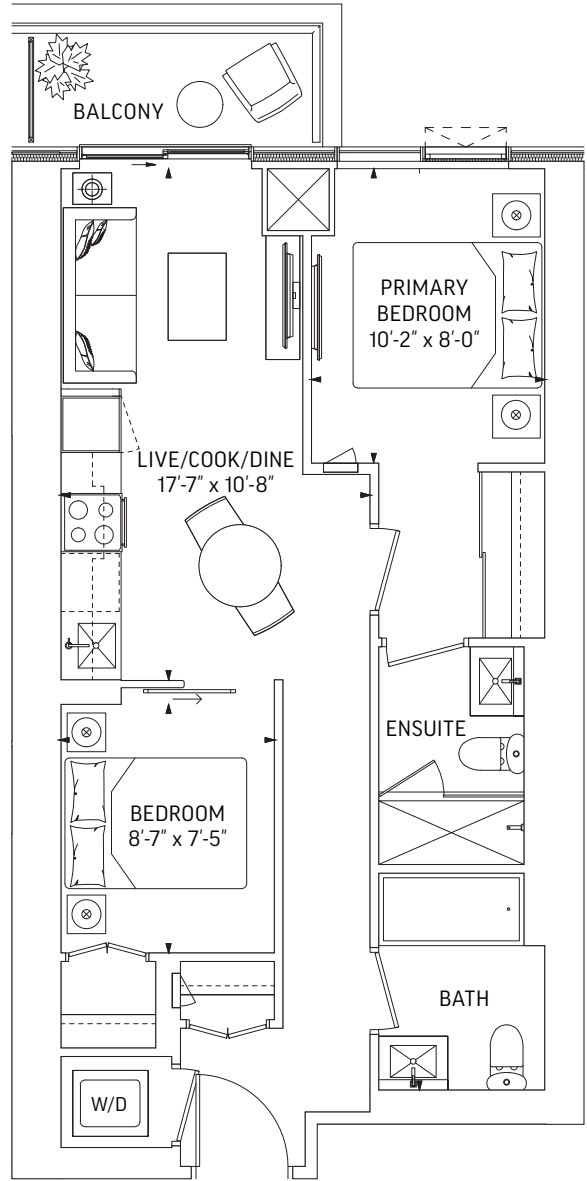 BALCONY
PRIMARY
BEDROOM
10'-2" x 8'-0"
LIVE/COOK/DINE
17'-7" x 10'-8"
ENSUITE
BEDROOM
8'-7" x 7'-5"
BATH
W/D